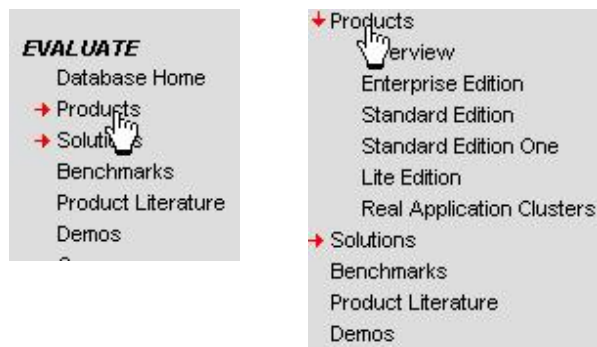 EVALUATE
Database Home
Products
Solutions
Benchmarks
Product Literature
Demos
Products
Overview
Enterprise Edition
Standard Edition
Standard Edition One
Lite Edition
Real Application Clusters
Solutions
Benchmarks
Product Literature
Demos